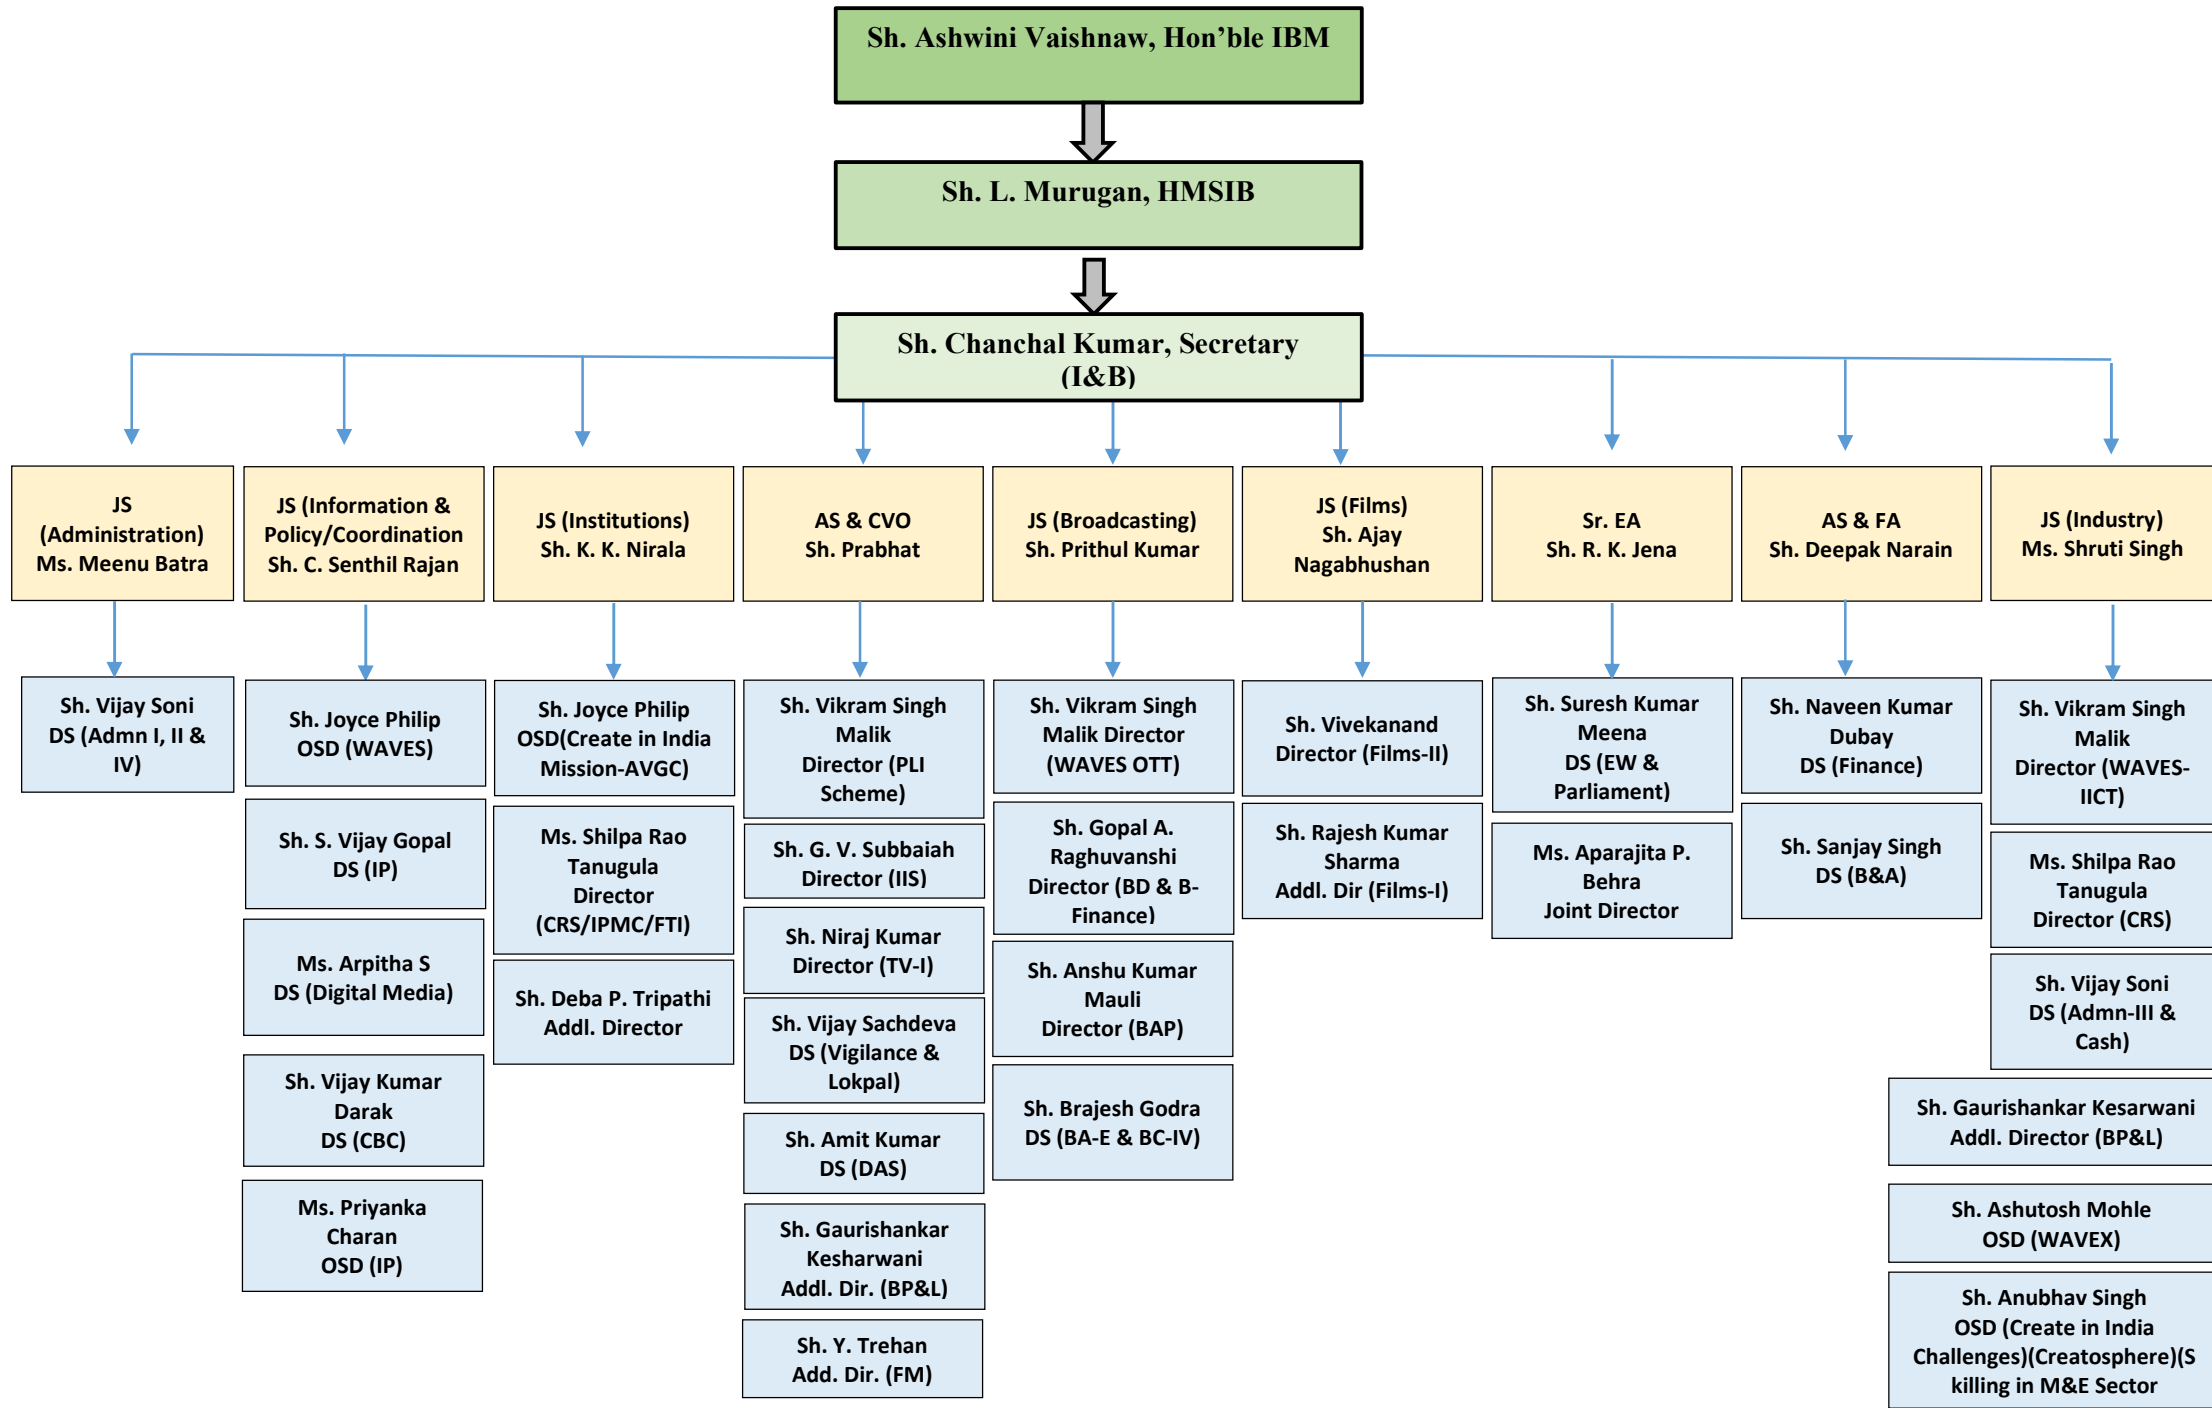 Sh. Ashwini Vaishnaw, Hon’ble IBM
Sh. L. Murugan, HMSIB
Sh. Chanchal Kumar, Secretary
(I&B)
JS
(Administration)
Ms. Meenu Batra
JS (Information &
Policy/Coordination
Sh. C. Senthil Rajan
JS (Institutions)
Sh. K. K. Nirala
AS & CVO
Sh. Prabhat
JS (Broadcasting)
Sh. Prithul Kumar
JS (Films)
Sh. Ajay
Nagabhushan
Sr. EA
Sh. R. K. Jena
AS & FA
Sh. Deepak Narain
JS (Industry)
Ms. Shruti Singh
Sh. Vijay Soni
DS (Admn I, II &
IV)
Sh. Joyce Philip
OSD (WAVES)
Sh. S. Vijay Gopal
DS (IP)
Ms. Arpitha S
DS (Digital Media)
Sh. Vijay Kumar
Darak
DS (CBC)
Ms. Priyanka
Charan
OSD (IP)
Sh. Joyce Philip
OSD(Create in India
Mission-AVGC)
Ms. Shilpa Rao
Tanugula
Director
(CRS/IPMC/FTI)
Sh. Deba P. Tripathi
Addl. Director
Sh. Vikram Singh
Malik
Director (PLI
Scheme)
Sh. G. V. Subbaiah
Director (IIS)
Sh. Niraj Kumar
Director (TV-I)
Sh. Vijay Sachdeva
DS (Vigilance &
Lokpal)
Sh. Amit Kumar
DS (DAS)
Sh. Gaurishankar
Kesharwani
Addl. Dir. (BP&L)
Sh. Y. Trehan
Add. Dir. (FM)
Sh. Vikram Singh
Malik Director
(WAVES OTT)
Sh. Gopal A.
Raghuvanshi
Director (BD & B-
Finance)
Sh. Anshu Kumar
Mauli
Director (BAP)
Sh. Brajesh Godra
DS (BA-E & BC-IV)
Sh. Vivekanand
Director (Films-II)
Sh. Rajesh Kumar
Sharma
Addl. Dir (Films-I)
Sh. Suresh Kumar
Meena
DS (EW &
Parliament)
Ms. Aparajita P.
Behra
Joint Director
Sh. Naveen Kumar
Dubay
DS (Finance)
Sh. Sanjay Singh
DS (B&A)
Sh. Vikram Singh
Malik
Director (WAVES-
IICT)
Ms. Shilpa Rao
Tanugula
Director (CRS)
Sh. Vijay Soni
DS (Admn-III &
Cash)
Sh. Gaurishankar Kesarwani
Addl. Director (BP&L)
Sh. Ashutosh Mohle
OSD (WAVEX)
Sh. Anubhav Singh
OSD (Create in India
Challenges)(Creatosphere)(S
killing in M&E Sector